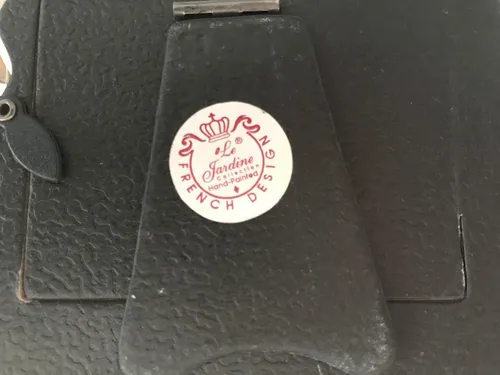 Le ®
Jardine
Collection
Hand-Painted
FRENCH DESIGN